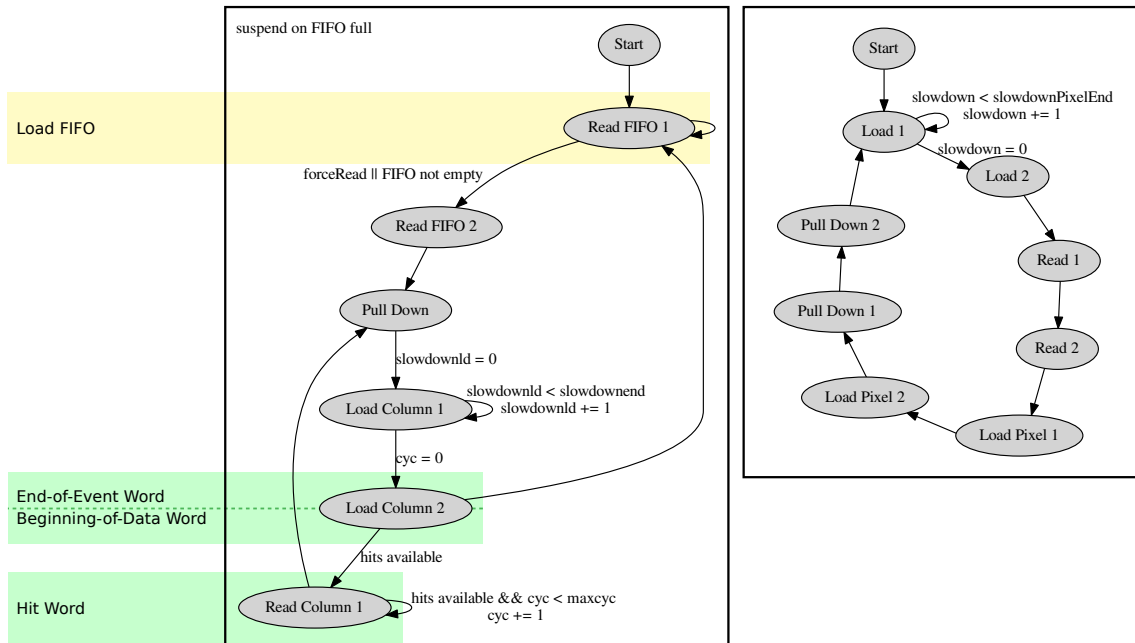 suspend on FIFO full
Start
Load FIFO
Read FIFO 1
forceRead || FIFO not empty
Read FIFO 2
Pull Down
slowdownld = 0
slowdownld < slowdownend
slowdownld += 1
Load Column 1
cyc = 0
End-of-Event Word
Beginning-of-Data Word
Load Column 2
hits available
Hit Word
Read Column 1
hits available && cyc < maxcyc
cyc += 1
Start
slowdown < slowdownPixelEnd
slowdown += 1
Load 1
slowdown = 0
Load 2
Pull Down 2
Read 1
Pull Down 1
Read 2
Load Pixel 2
Load Pixel 1